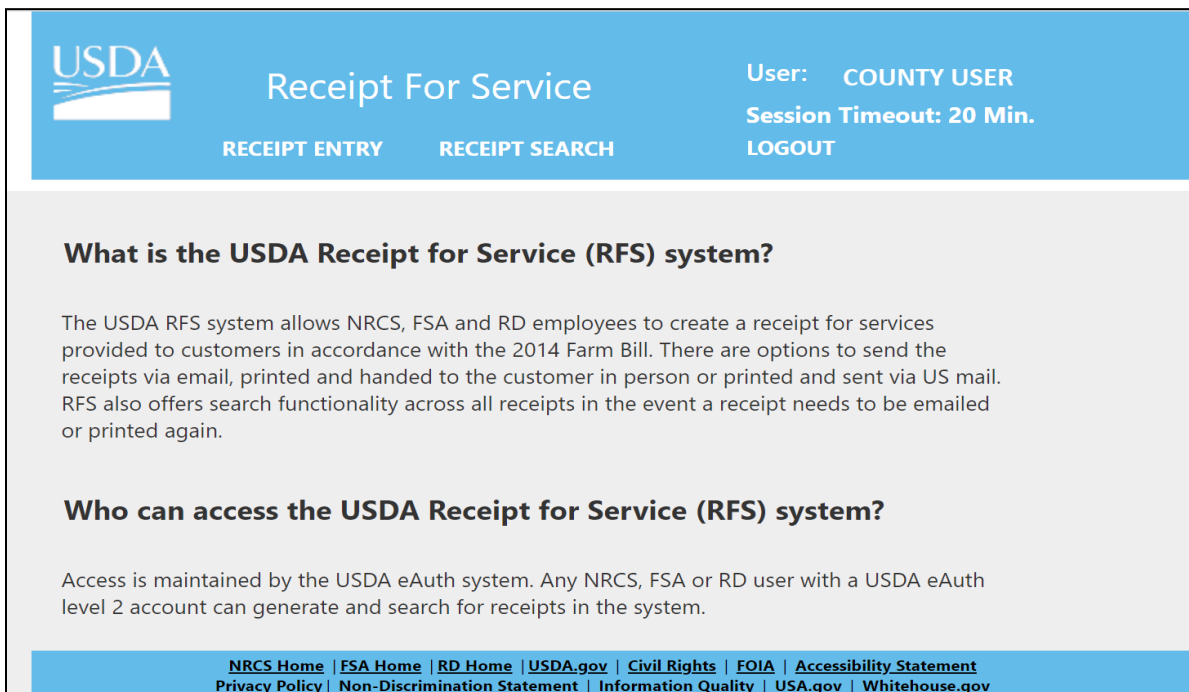 USDA
Receipt For Service
User: COUNTY USER
Session Timeout: 20 Min.
RECEIPT ENTRY RECEIPT SEARCH LOGOUT
What is the USDA Receipt for Service (RFS) system?
The USDA RFS system allows NRCS, FSA and RD employees to create a receipt for services
provided to customers in accordance with the 2014 Farm Bill. There are options to send the
receipts via email, printed and handed to the customer in person or printed and sent via US mail.
RFS also offers search functionality across all receipts in the event a receipt needs to be emailed
or printed again.
Who can access the USDA Receipt for Service (RFS) system?
Access is maintained by the USDA eAuth system. Any NRCS, FSA or RD user with a USDA eAuth
level 2 account can generate and search for receipts in the system.
NRCS Home | FSA Home | RD Home | USDA.gov | Civil Rights | FOIA | Accessibility Statement
Privacy Policy | Non-Discrimination Statement | Information Quality | USA.gov | Whitehouse.gov